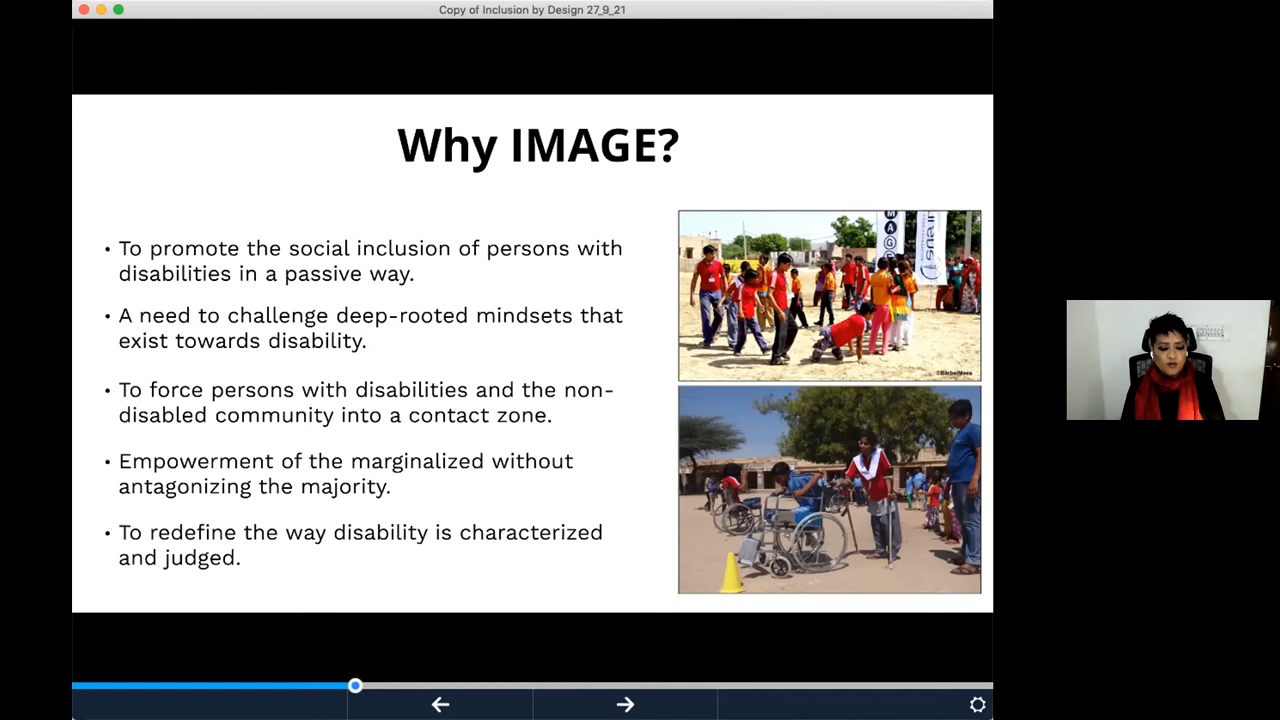 Copy of Inclusion by Design 27_9_21
Why IMAGE?
• To promote the social inclusion of persons with
disabilities in a passive way.
• A need to challenge deep-rooted mindsets that
exist towards disability.
• To force persons with disabilities and the non-
disabled community into a contact zone.
• Empowerment of the marginalized without
antagonizing the majority.
• To redefine the way disability is characterized
and judged.